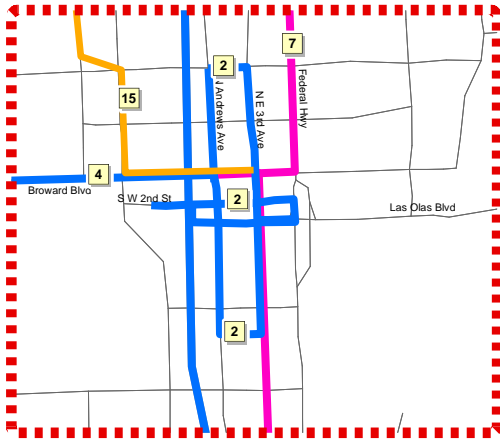 7
2
15
N Andrews Ave
N E 3rd Ave
Federal Hwy
4
Broward Blvd
S W 2nd St
2
Las Olas Blvd
2